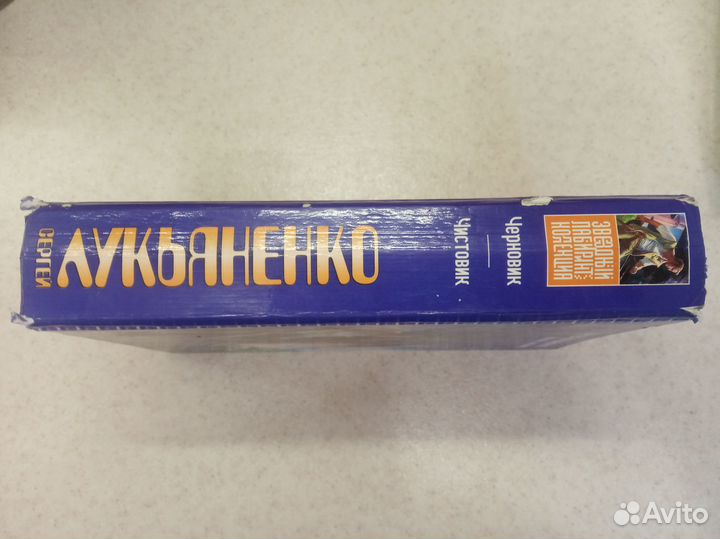 СЕРГЕЙ
ЛУКЬЯНЕНКО
ЧЕРНОВИК
ЧИСТОВИК
ЗВЕЗДНЫЙ
ЛАБИРИНТ:
КОЛЛЕКЦИЯ
Avito